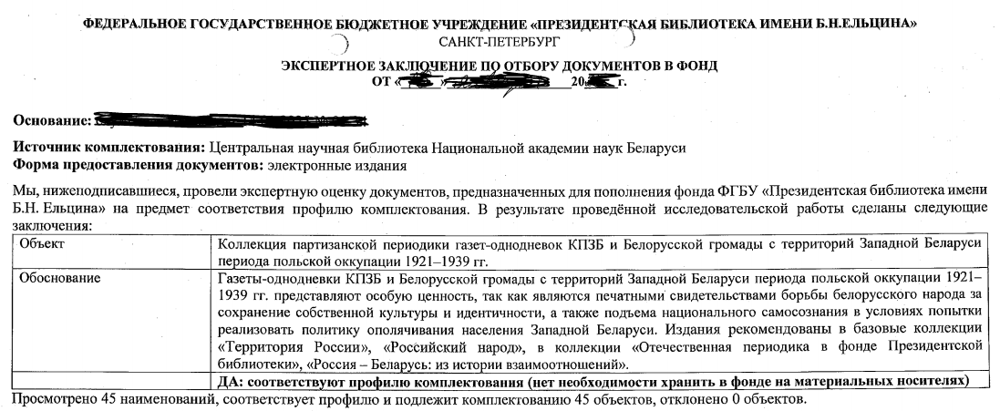 ФЕДЕРАЛЬНОЕ ГОСУДАРСТВЕННОЕ БЮДЖЕТНОЕ УЧРЕЖДЕНИЕ «ПРЕЗИДЕНТСКАЯ БИБЛИОТЕКА ИМЕНИ Б.Н.ЕЛЬЦИНА»
САНКТ-ПЕТЕРБУРГ
ЭКСПЕРТНОЕ ЗАКЛЮЧЕНИЕ ПО ОТБОРУ ДОКУМЕНТОВ В ФОНД
ОТ « » 20 г.
Основание:
Источник комплектования: Центральная научная библиотека Национальной академии наук Беларуси
Форма предоставления документов: электронные издания
Мы, нижеподписавшиеся, провели экспертную оценку документов, предназначенных для пополнения фонда ФГБУ «Президентская библиотека имени
Б.Н. Ельцина» на предмет соответствия профилю комплектования. В результате проведённой исследовательской работы сделаны следующие
заключения:
Объект
Коллекция партизанской периодики газет-однодневок КПЗБ и Белорусской громады с территорий Западной Беларуси
периода польской оккупации 1921–1939 гг.
Обоснование
Газеты-однодневки КПЗБ и Белорусской громады с территорий Западной Беларуси периода польской оккупации 1921–
1939 гг. представляют особую ценность, так как являются печатными свидетельствами борьбы белорусского народа за
сохранение собственной культуры и идентичности, а также подъема национального самосознания в условиях попытки
реализовать политику ополячивания населения Западной Беларуси. Издания рекомендованы в базовые коллекции
«Территория России», «Российский народ», в коллекции «Отечественная периодика в фонде Президентской
библиотеки», «Россия – Беларусь: из истории взаимоотношений».
ДА: соответствуют профилю комплектования (нет необходимости хранить в фонде на материальных носителях)
Просмотрено 45 наименований, соответствует профилю и подлежит комплектованию 45 объектов, отклонено 0 объектов.